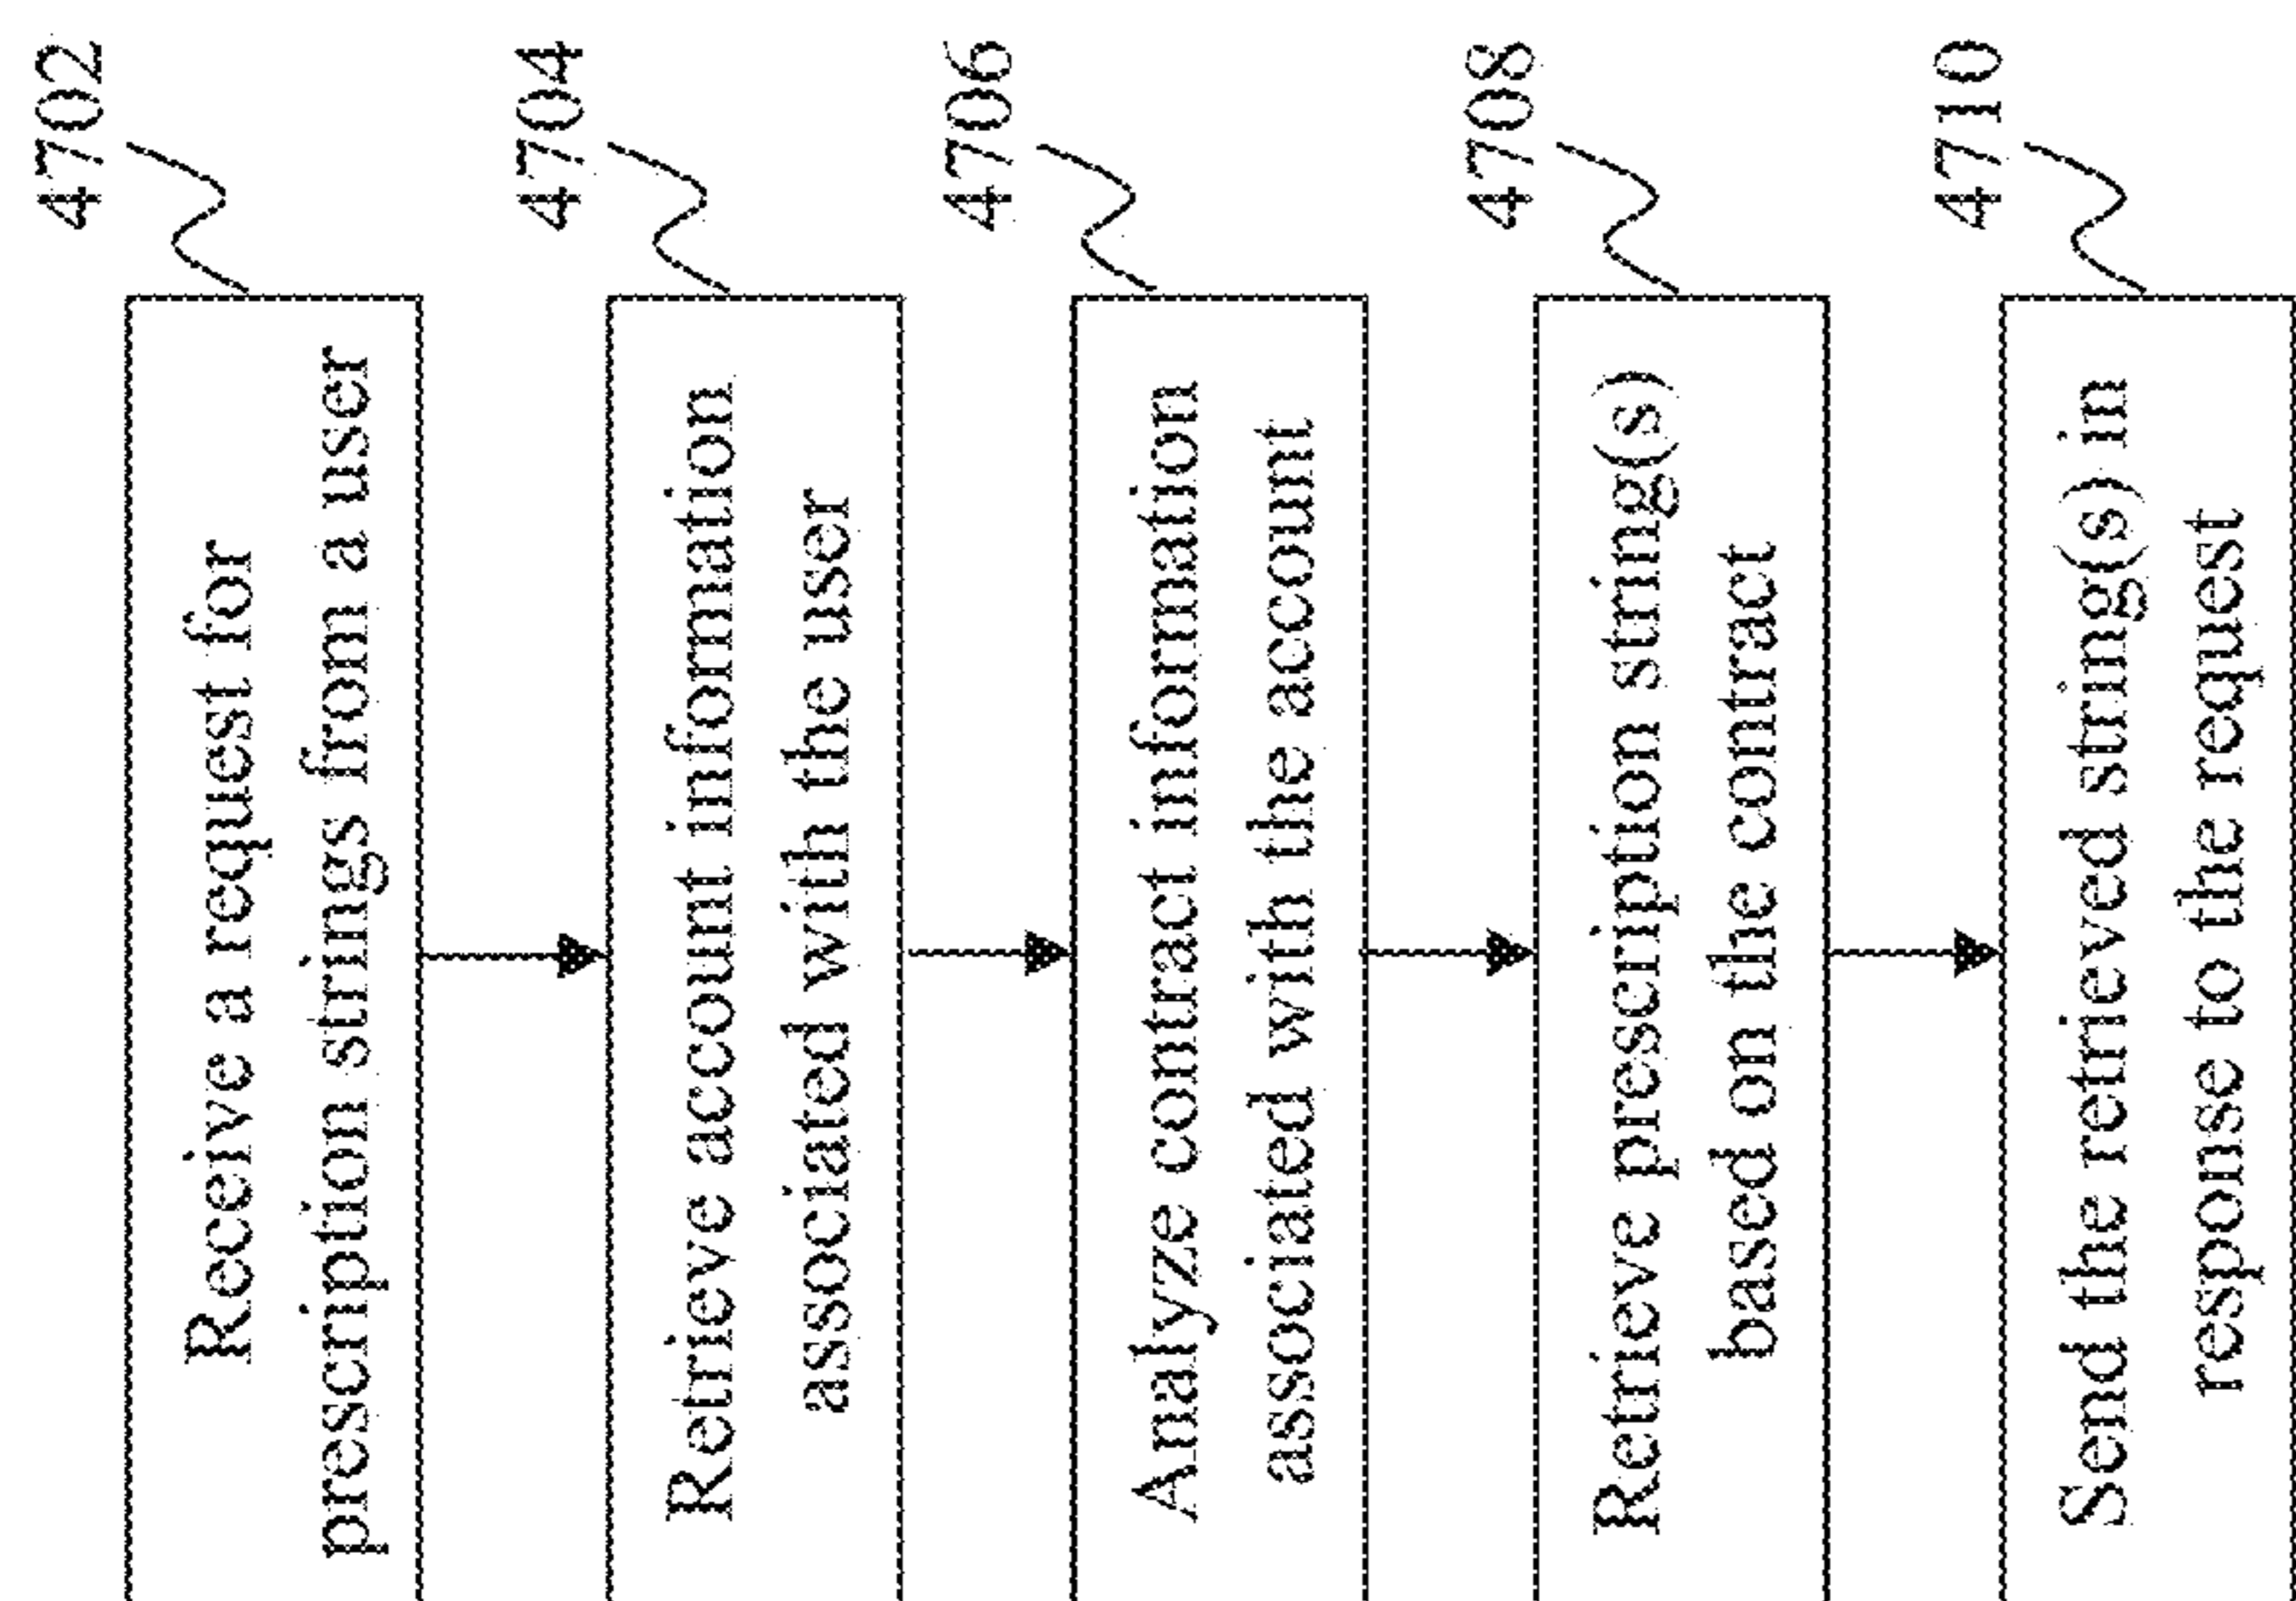 4702
Receive a request for
prescription strings from a user
4704
Retrieve account information
associated with the user
4706
Analyze contract information
associated with the account
4708
Retrieve prescription string(s)
based on the contract
4710
Send the retrieved string(s) in
response to the request